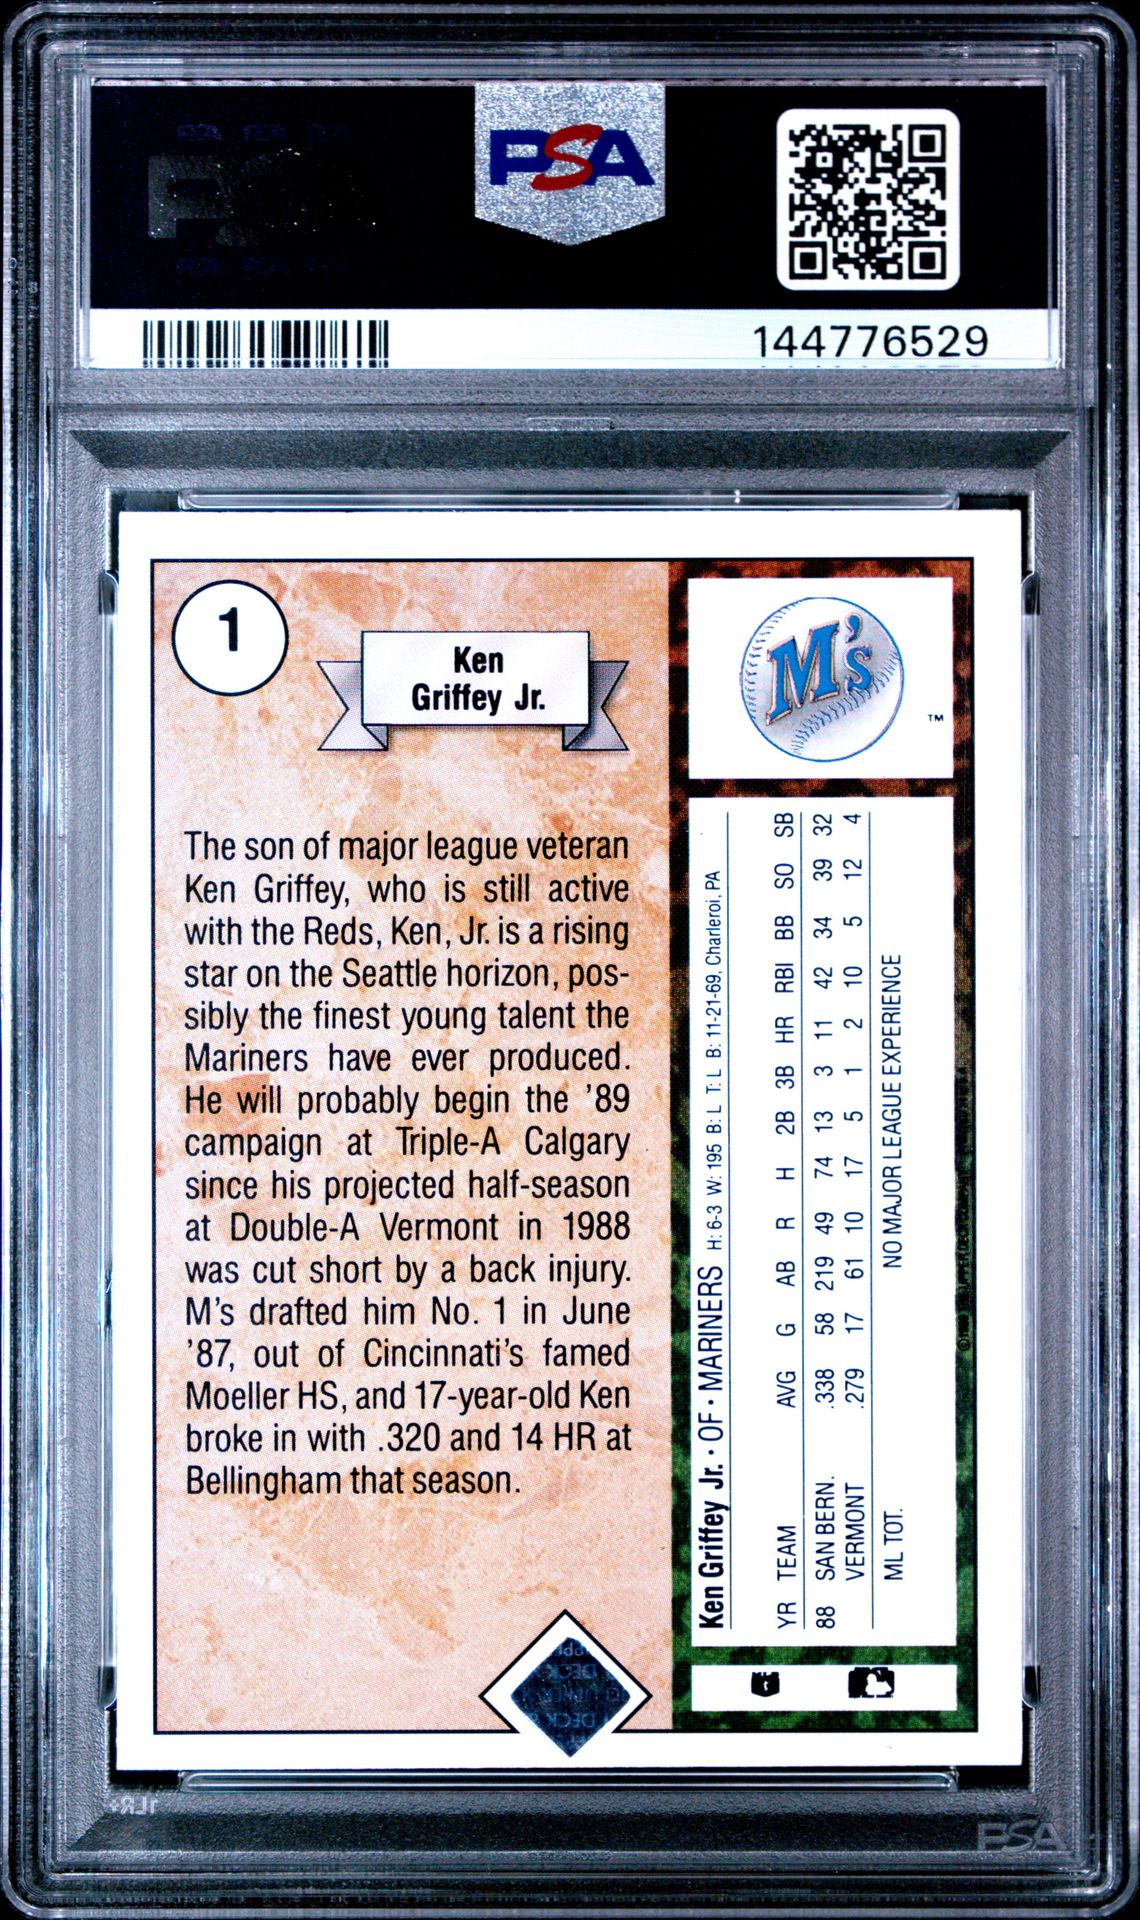 PSA
144776529
1
Ken
Griffey Jr.
The son of major league veteran
Ken Griffey, who is still active
with the Reds, Ken, Jr. is a rising
star on the Seattle horizon, pos-
sibly the finest young talent the
Mariners have ever produced.
He will probably begin the '89
campaign at Triple-A Calgary
since his projected half-season
at Double-A Vermont in 1988
was cut short by a back injury.
M's drafted him No. 1 in June
'87, out of Cincinnati's famed
Moeller HS, and 17-year-old Ken
broke in with .320 and 14 HR at
Bellingham that season.
M's
TM
Ken Griffey Jr. · OF · MARINERS H: 6-3 W: 195 B: L T: L B: 11-21-69, Charleroi, PA
YR TEAM AVG G AB R H 2B 3B HR RBI BB SO SB
88 SAN BERN. .338 58 219 49 74 13 3 11 42 34 39 32
VERMONT .279 17 61 10 17 5 1 2 10 5 12 4
ML TOT. NO MAJOR LEAGUE EXPERIENCE
DECK
PSA